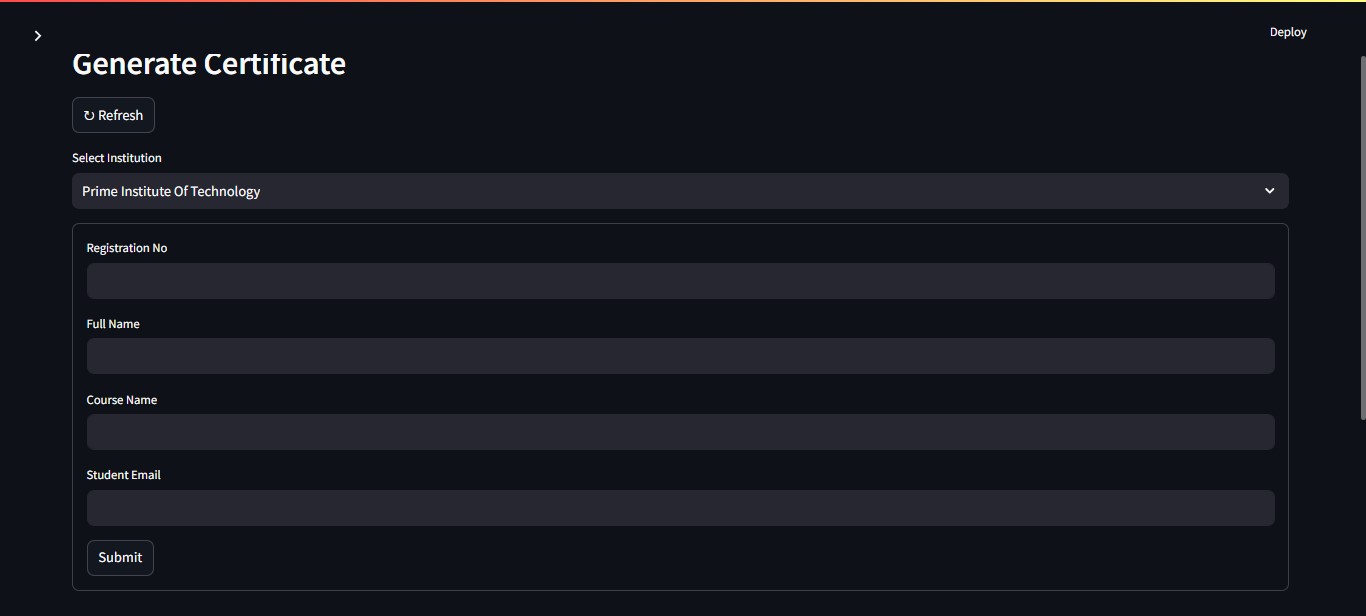 Deploy
Generate Certificate
↻ Refresh
Select Institution
Prime Institute Of Technology
Registration No
Full Name
Course Name
Student Email
Submit